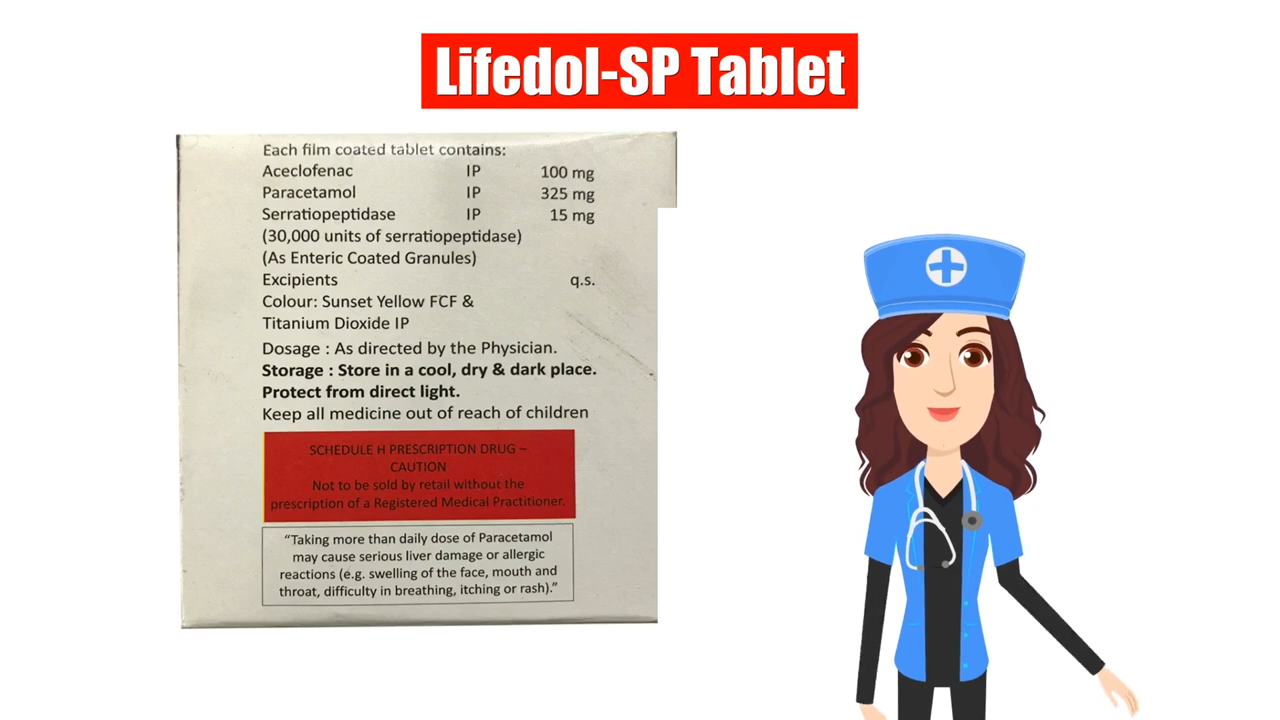 Lifedol-SP Tablet
Each film coated tablet contains:
Aceclofenac IP 100 mg
Paracetamol IP 325 mg
Serratiopeptidase IP 15 mg
(30,000 units of serratiopeptidase)
(As Enteric Coated Granules)
Excipients q.s.
Colour: Sunset Yellow FCF &
Titanium Dioxide IP
Dosage : As directed by the Physician.
Storage : Store in a cool, dry & dark place.
Protect from direct light.
Keep all medicine out of reach of children
SCHEDULE H PRESCRIPTION DRUG –
CAUTION
Not to be sold by retail without the
prescription of a Registered Medical Practitioner.
“Taking more than daily dose of Paracetamol
may cause serious liver damage or allergic
reactions (e.g. swelling of the face, mouth and
throat, difficulty in breathing, itching or rash).”